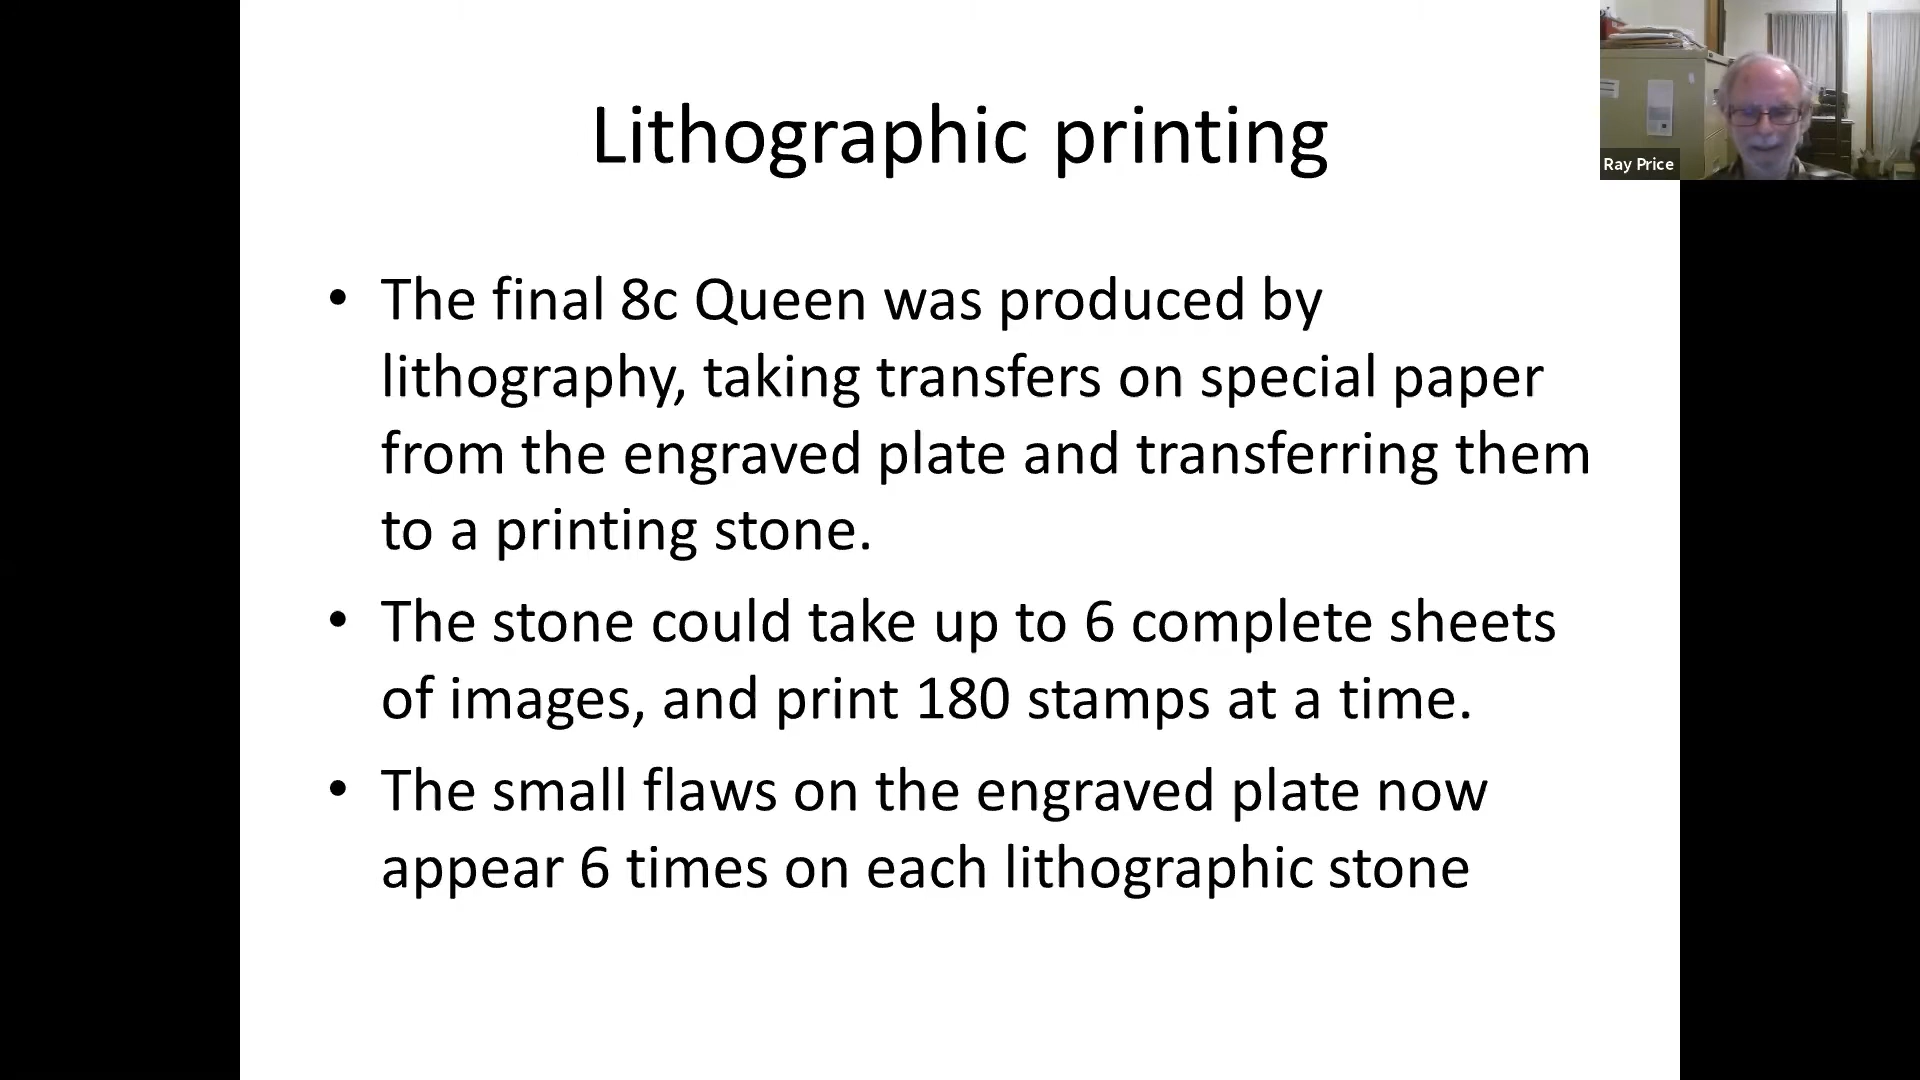 Lithographic printing
Ray Price
• The final 8c Queen was produced by
lithography, taking transfers on special paper
from the engraved plate and transferring them
to a printing stone.
• The stone could take up to 6 complete sheets
of images, and print 180 stamps at a time.
• The small flaws on the engraved plate now
appear 6 times on each lithographic stone